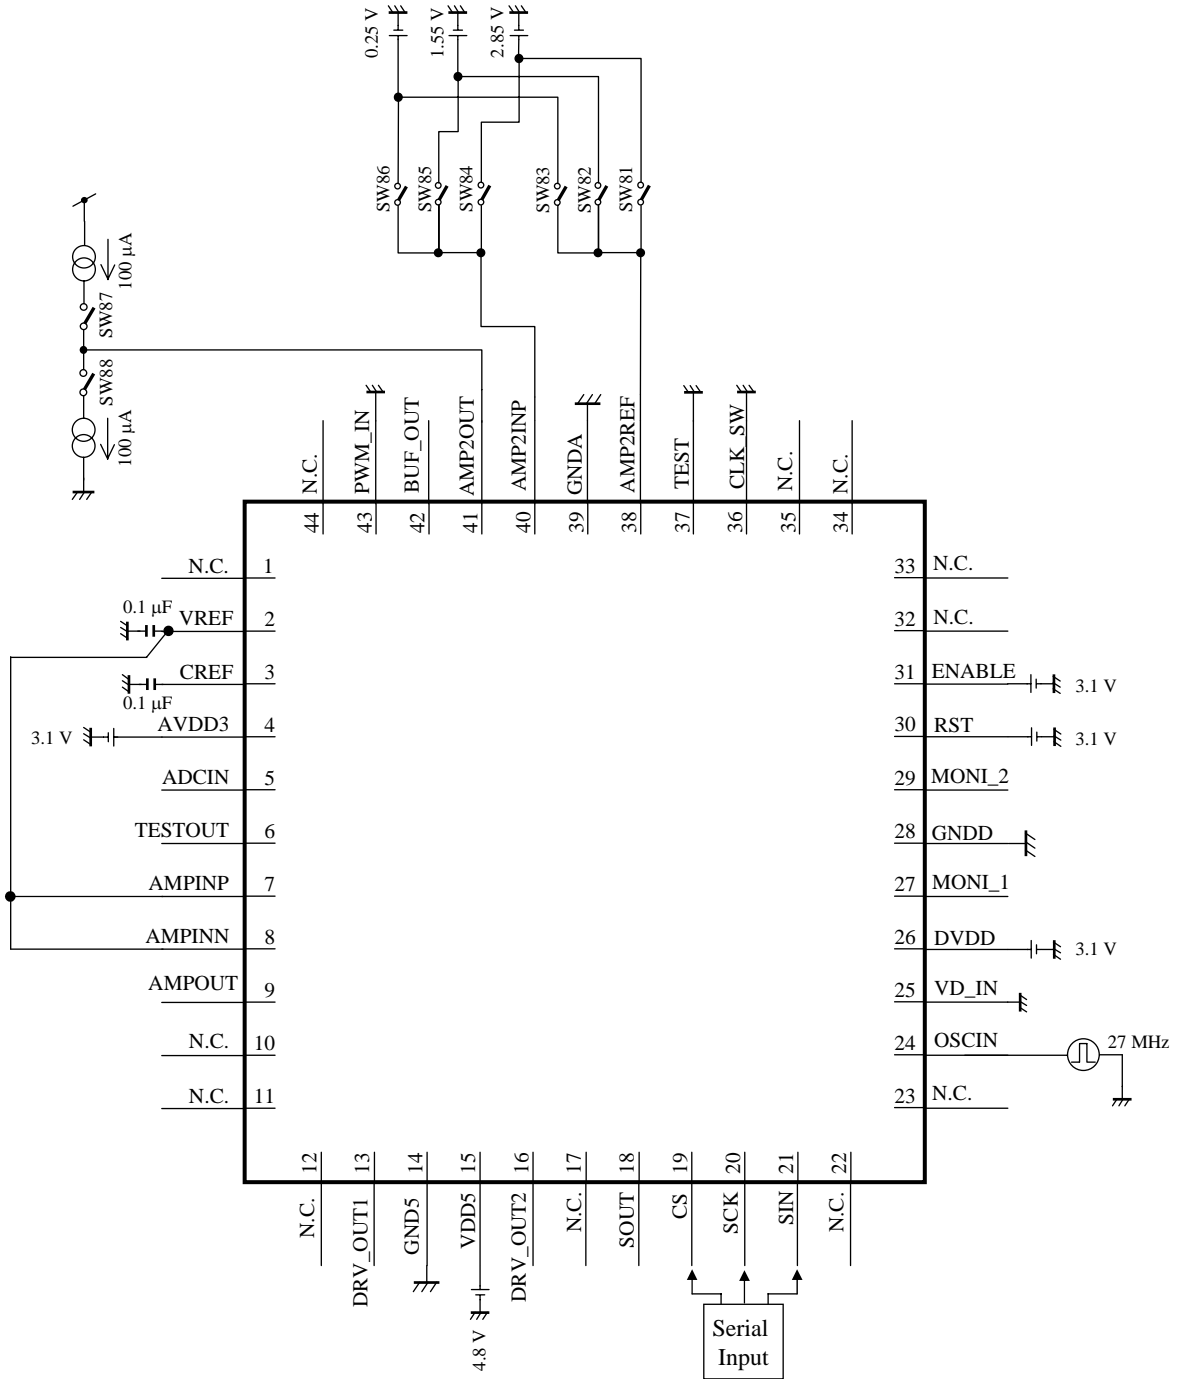 0.25 V
1.55 V
2.85 V
SW86
SW85
SW84
SW83
SW82
SW81
100 μA
SW87
SW88
100 μA
N.C.
PWM_IN
BUF_OUT
AMP2OUT
AMP2INP
GNDA
AMP2REF
TEST
CLK_SW
N.C.
N.C.
44
43
42
41
40
39
38
37
36
35
34
N.C. 1
0.1 μF
VREF 2
CREF 3
0.1 μF
3.1 V
AVDD3 4
ADCIN 5
TESTOUT 6
AMPINP 7
AMPINN 8
AMPOUT 9
N.C. 10
N.C. 11
33 N.C.
32 N.C.
31 ENABLE
3.1 V
30 RST
3.1 V
29 MONI_2
28 GNDD
27 MONI_1
26 DVDD
3.1 V
25 VD_IN
24 OSCIN
27 MHz
23 N.C.
12
13
14
15
16
17
18
19
20
21
22
N.C.
DRV_OUT1
GND5
VDD5
DRV_OUT2
N.C.
SOUT
CS
SCK
SIN
N.C.
4.8 V
Serial
Input